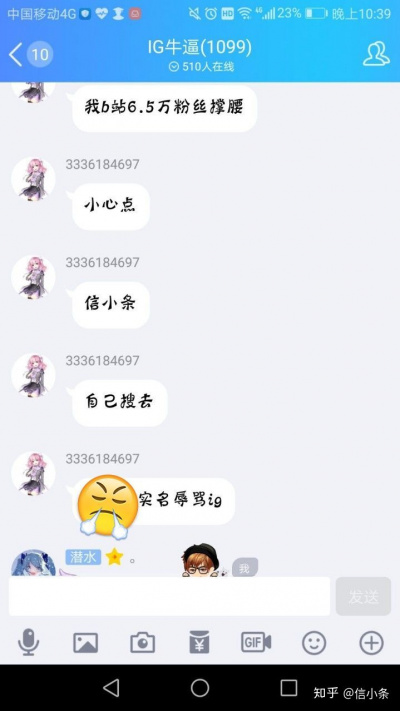 中国移动4G HD 4G 23% 晚上10:39
10 IG牛逼(1099)
510人在线
我b站6.5万粉丝撑腰
3336184697
小心点
3336184697
信小条
3336184697
自己搜去
3336184697
实名辱骂ig
潜水 。 我
发送
GIF
知乎 @信小条